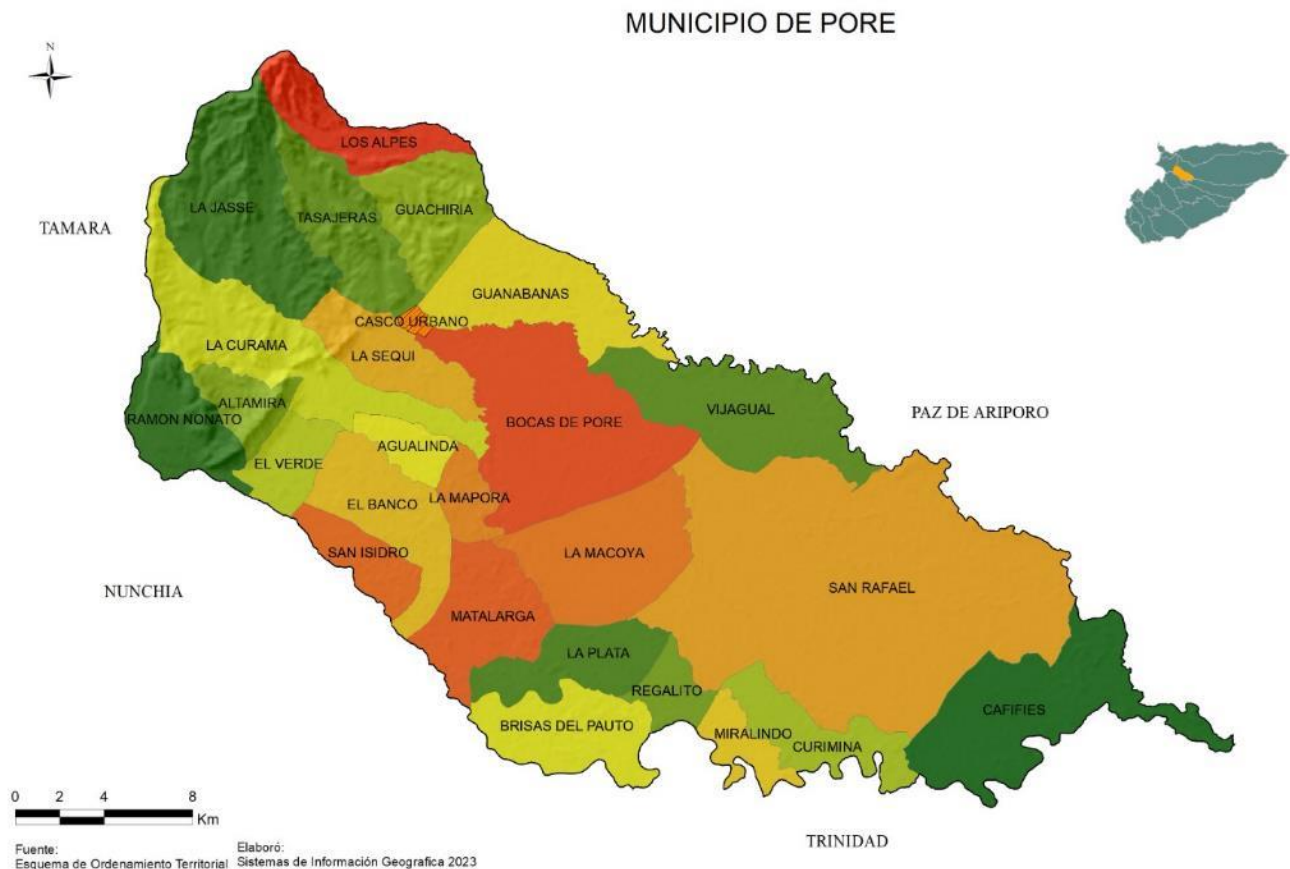 MUNICIPIO DE PORE
N
LOS ALPES
LA JASSE
TASAJERAS
GUACHIRIA
TAMARA
GUANABANAS
CASCO URBANO
LA CURAMA
LA SEQUI
ALTAMIRA
RAMON NONATO
VIJAGUAL
PAZ DE ARIPORO
BOCAS DE PORE
AGUALINDA
EL VERDE
LA MAPORA
EL BANCO
SAN ISIDRO
LA MACOYA
NUNCHIA
SAN RAFAEL
MATALARGA
LA PLATA
REGALITO
CAFIFIES
BRISAS DEL PAUTO
MIRALINDO
CURIMINA
0 2 4 8
Km
TRINIDAD
Fuente:
Esquema de Ordenamiento Territorial
Elaboró:
Sistemas de Información Geografica 2023